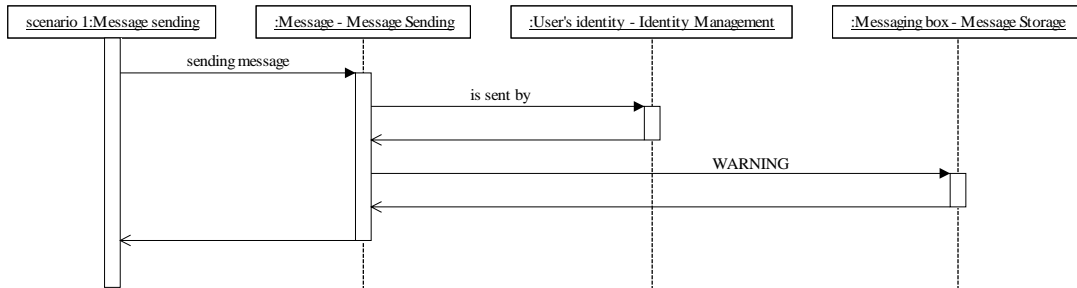 scenario 1:Message sending
:Message - Message Sending
:User's identity - Identity Management
:Messaging box - Message Storage
sending message
is sent by
WARNING